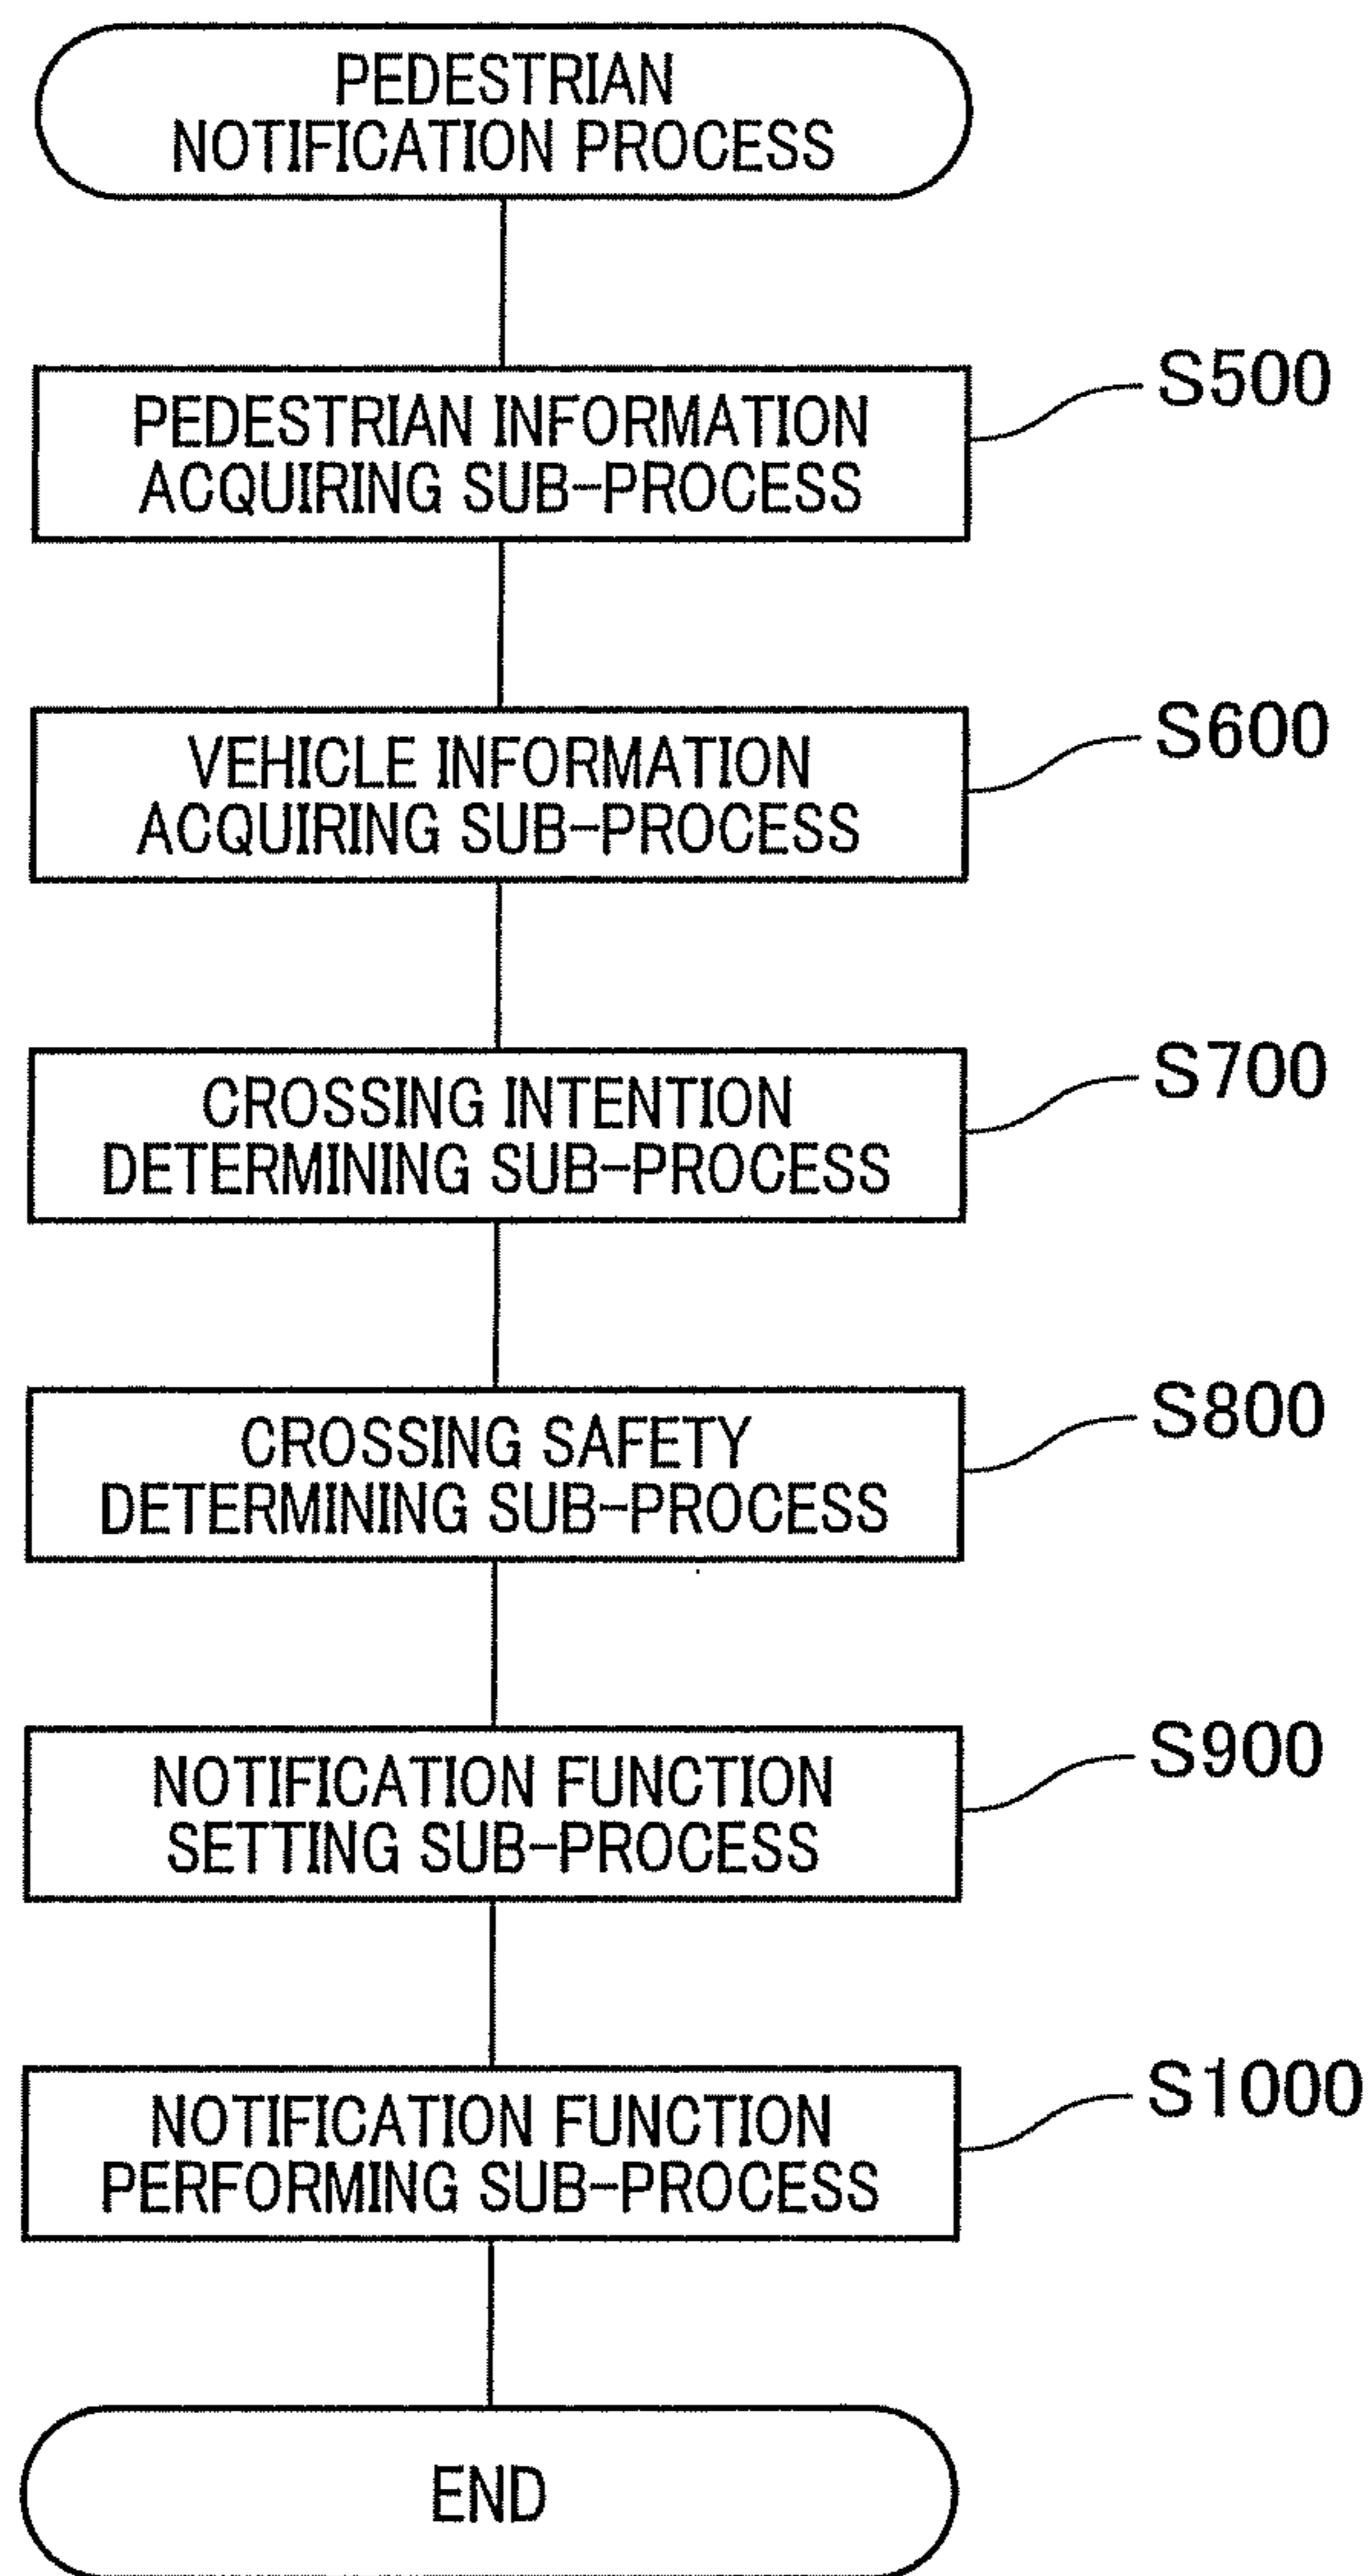 PEDESTRIAN
NOTIFICATION PROCESS
PEDESTRIAN INFORMATION
ACQUIRING SUB-PROCESS
S500
VEHICLE INFORMATION
ACQUIRING SUB-PROCESS
S600
CROSSING INTENTION
DETERMINING SUB-PROCESS
S700
CROSSING SAFETY
DETERMINING SUB-PROCESS
S800
NOTIFICATION FUNCTION
SETTING SUB-PROCESS
S900
NOTIFICATION FUNCTION
PERFORMING SUB-PROCESS
S1000
END